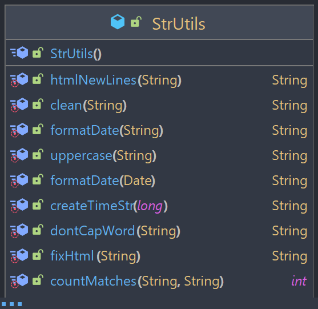 StrUtils
StrUtils()
htmlNewLines(String) String
clean(String) String
formatDate(String) String
uppercase(String) String
formatDate(Date) String
createTimeStr(long) String
dontCapWord(String) String
fixHtml(String) String
countMatches(String, String) int